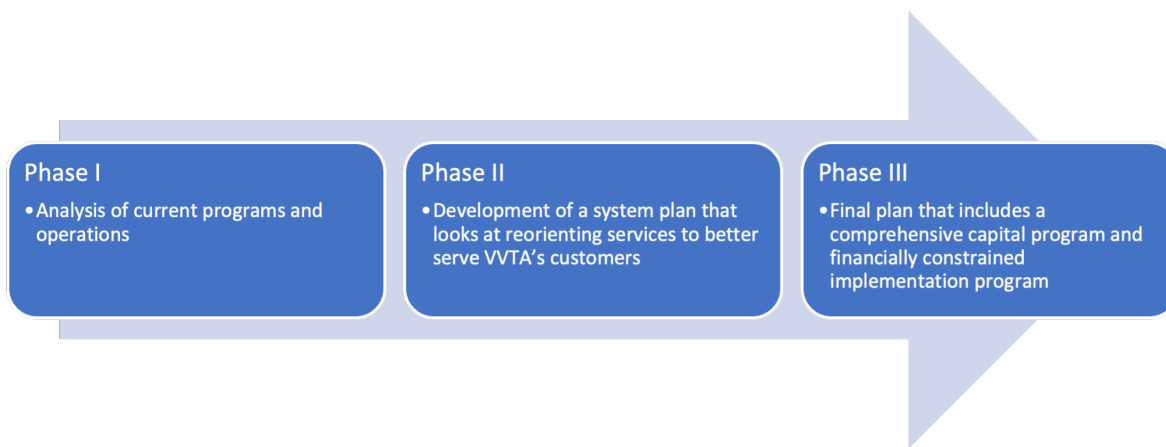 Phase I
•Analysis of current programs and
operations
Phase II
•Development of a system plan that
looks at reorienting services to better
serve VVTA's customers
Phase III
•Final plan that includes a
comprehensive capital program and
financially constrained
implementation program